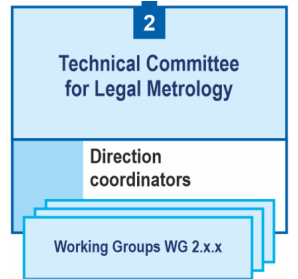 2
Technical Committee
for Legal Metrology
Direction
coordinators
Working Groups WG 2.x.x